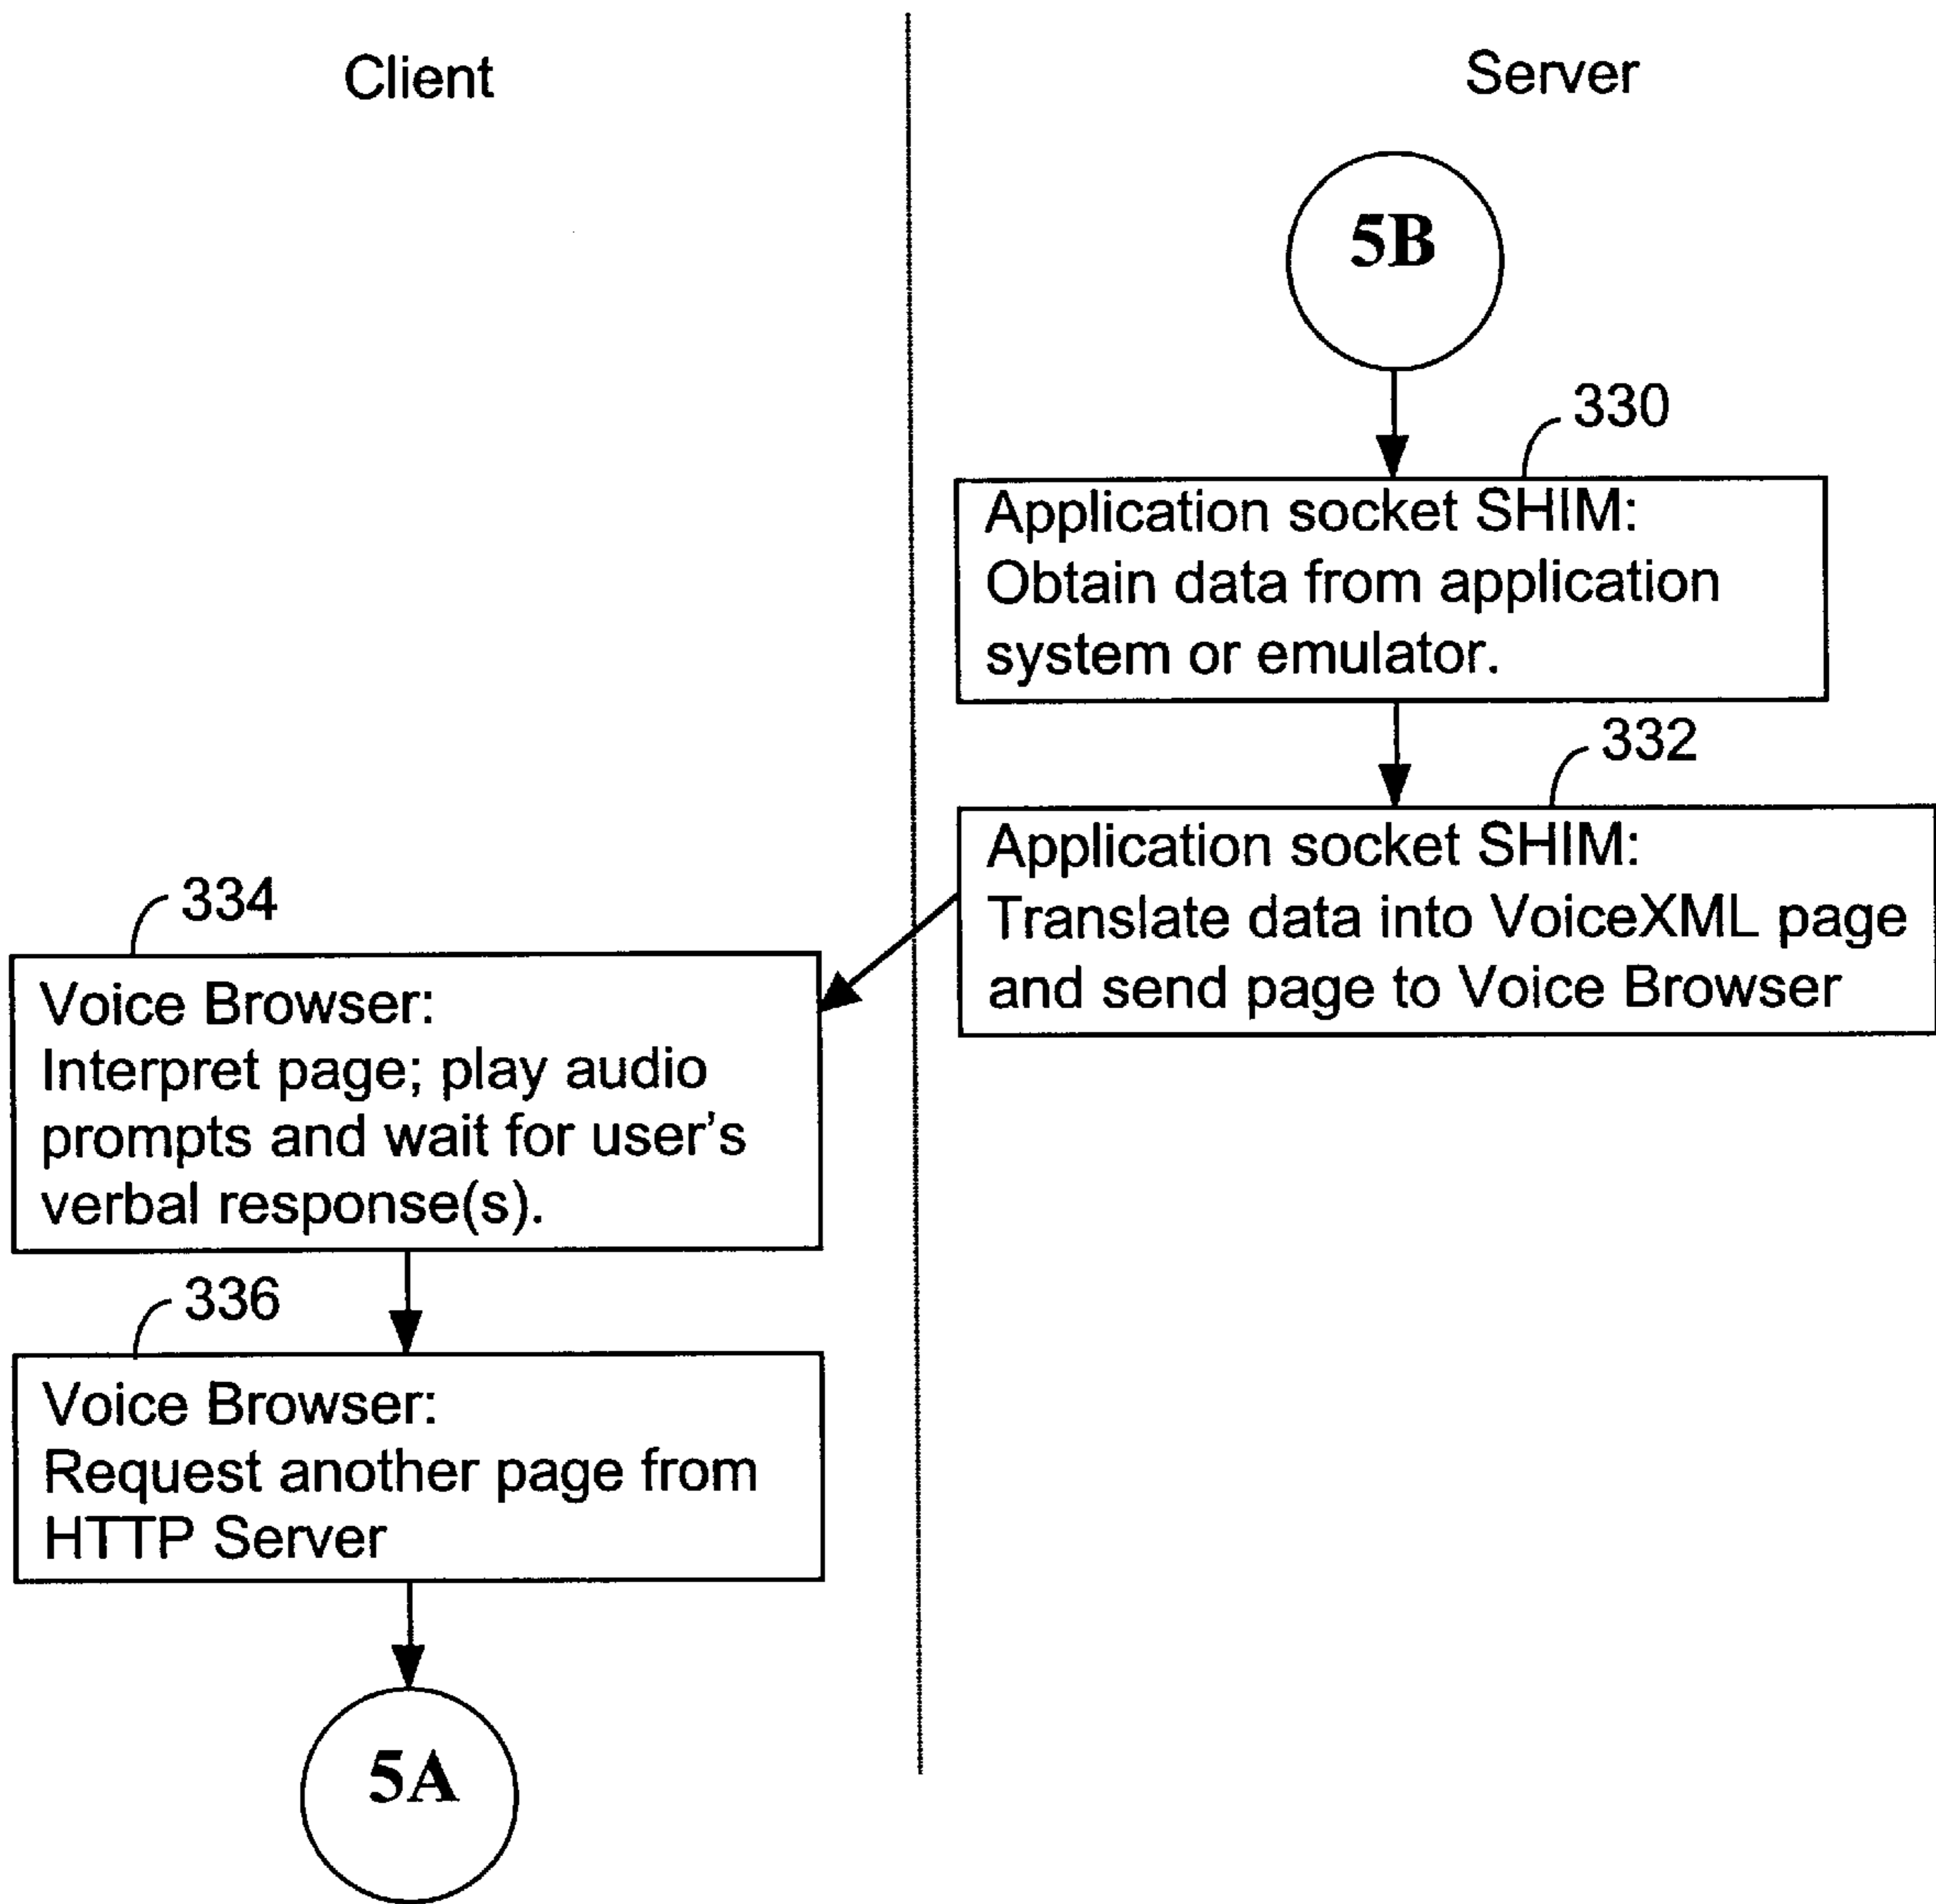 Client
Server
5B
330
Application socket SHIM:
Obtain data from application
system or emulator.
332
Application socket SHIM:
Translate data into VoiceXML page
and send page to Voice Browser
334
Voice Browser:
Interpret page; play audio
prompts and wait for user's
verbal response(s).
336
Voice Browser:
Request another page from
HTTP Server
5A